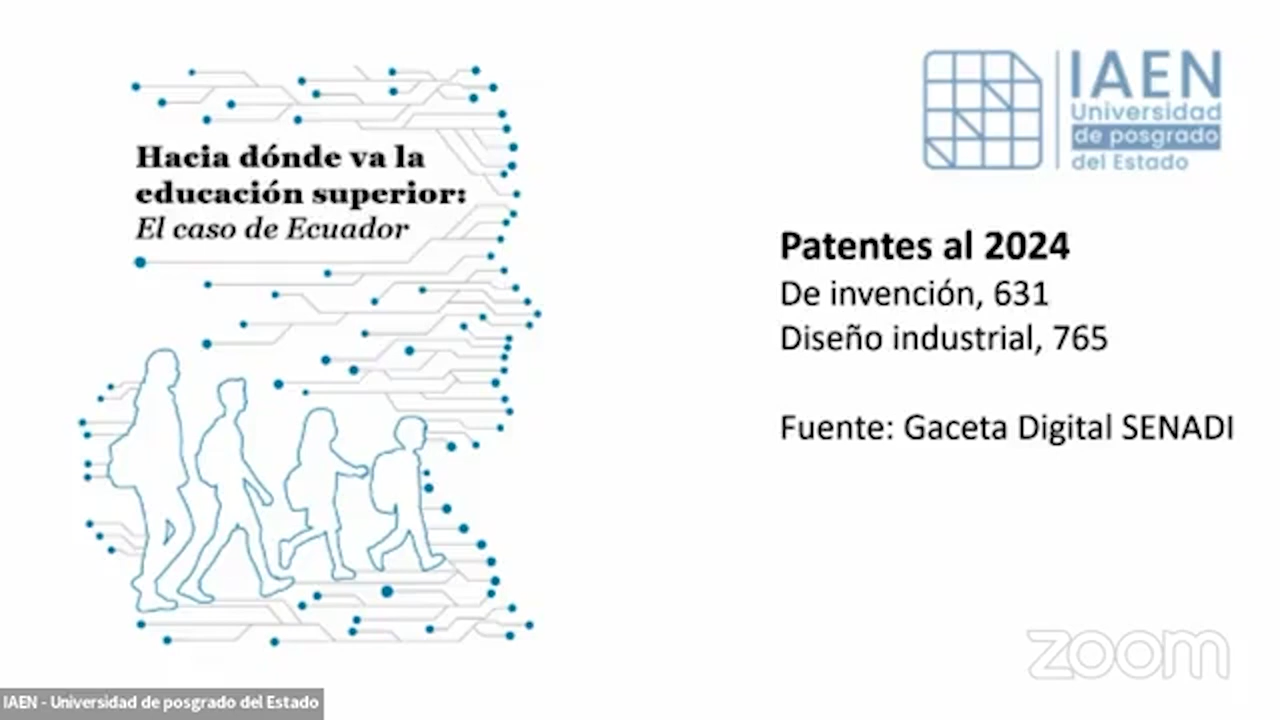 Hacia dónde va la
educación superior:
El caso de Ecuador
IAEN
Universidad
de posgrado
del Estado
Patentes al 2024
De invención, 631
Diseño industrial, 765
Fuente: Gaceta Digital SENADI
zoom
IAEN - Universidad de posgrado del Estado